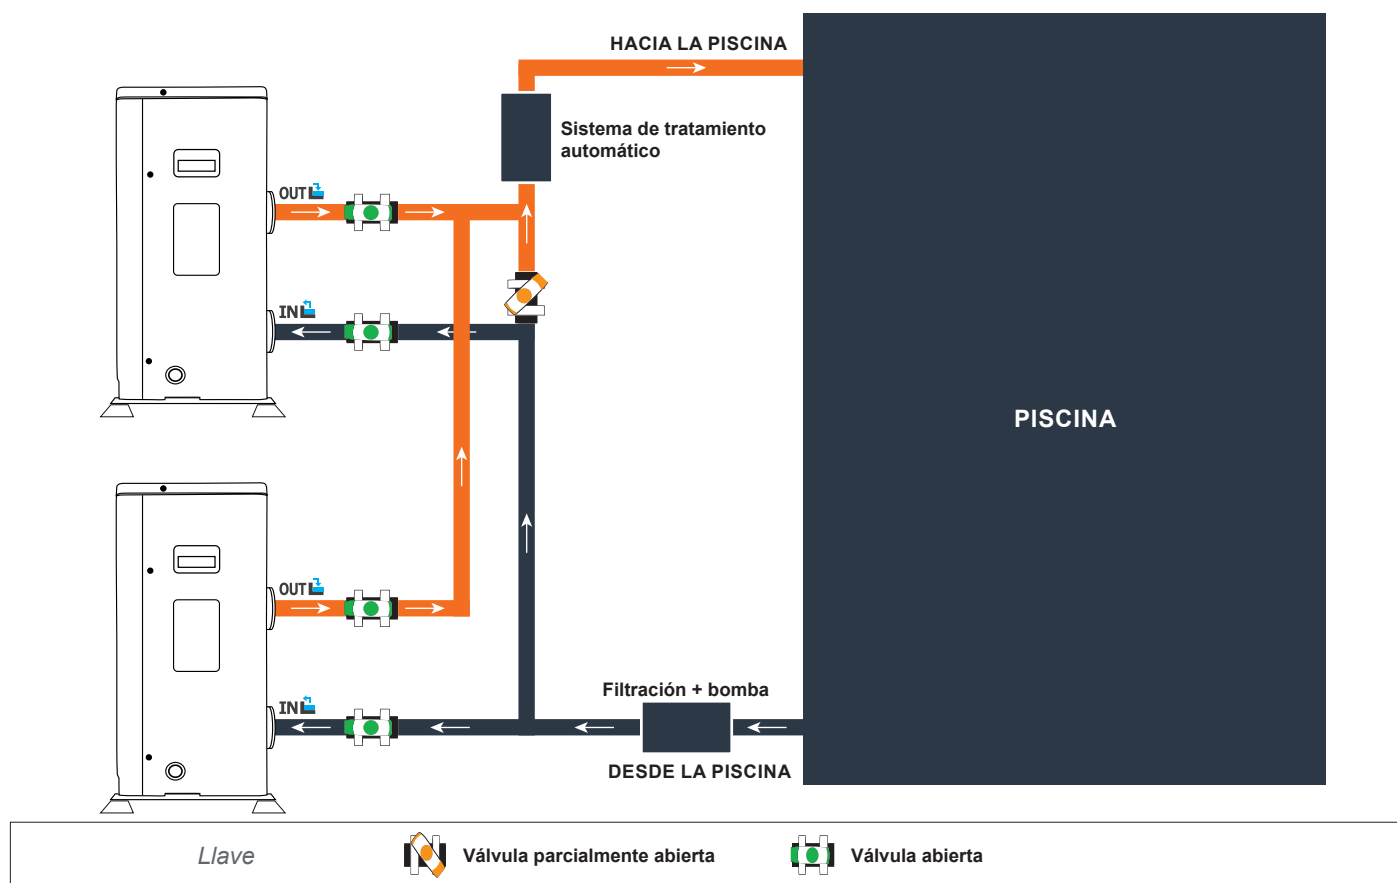 HACIA LA PISCINA
Sistema de tratamiento
automático
OUT
IN
PISCINA
OUT
IN
Filtración + bomba
DESDE LA PISCINA
Llave
Válvula parcialmente abierta
Válvula abierta